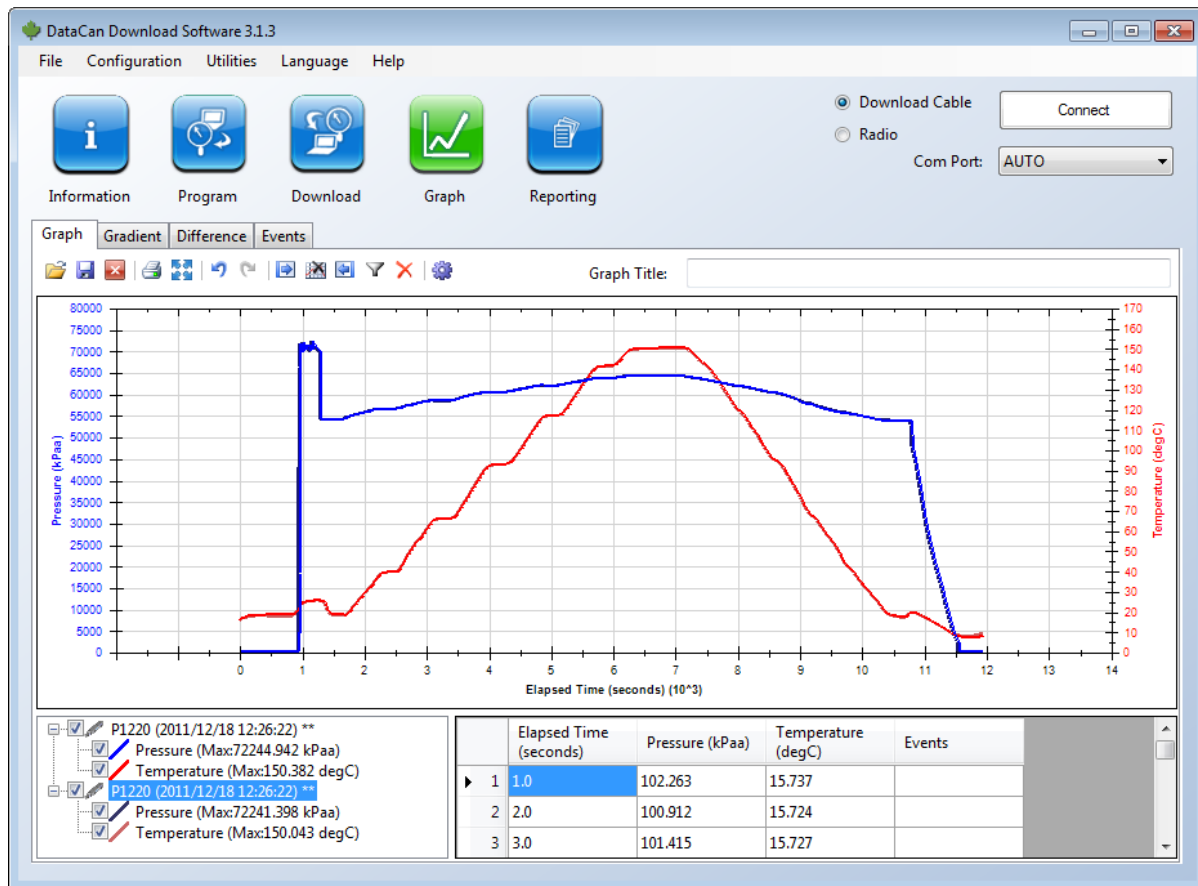 DataCan Download Software 3.1.3
File Configuration Utilities Language Help
Download Cable
Radio
Connect
Com Port: AUTO
Information Program Download Graph Reporting
Graph Gradient Difference Events
Graph Title:
80000
75000
70000
65000
60000
55000
50000
45000
40000
35000
30000
25000
20000
15000
10000
5000
0
Pressure (kPaa)
170
160
150
140
130
120
110
100
90
80
70
60
50
40
30
20
10
0
Temperature (degC)
0 1 2 3 4 5 6 7 8 9 10 11 12 13 14
Elapsed Time (seconds) (10^3)
P1220 (2011/12/18 12:26:22) **
Pressure (Max:72244.942 kPaa)
Temperature (Max:150.382 degC)
P1220 (2011/12/18 12:26:22) **
Pressure (Max:72241.398 kPaa)
Temperature (Max:150.043 degC)
Elapsed Time (seconds) Pressure (kPaa) Temperature (degC) Events
1 1.0 102.263 15.737
2 2.0 100.912 15.724
3 3.0 101.415 15.727